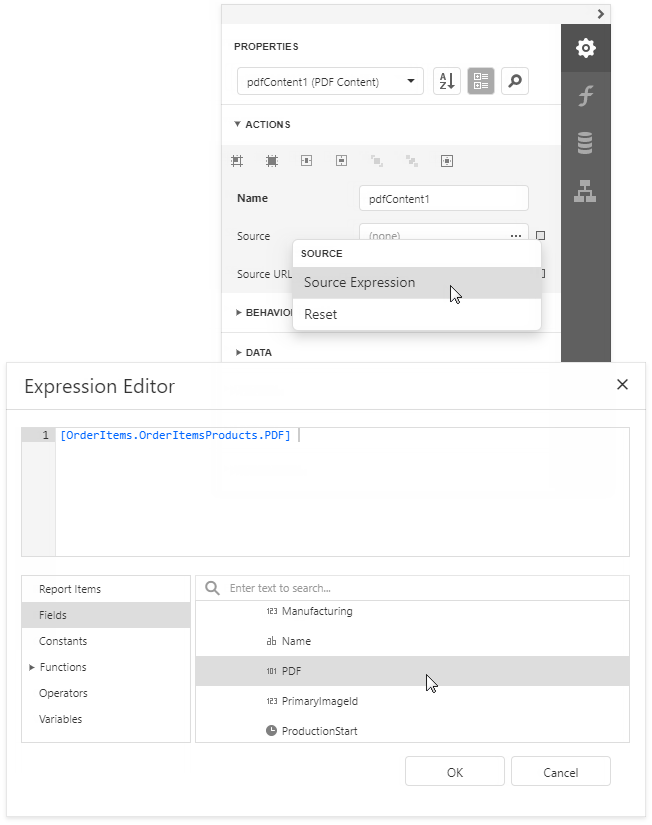 PROPERTIES
pdfContent1 (PDF Content)
A
Z
ACTIONS
Name
pdfContent1
Source
(none)
...
SOURCE
Source URL
Source Expression
Reset
BEHAVIO
DATA
Expression Editor
1
[OrderItems.OrderItemsProducts.PDF]
Report Items
Fields
Constants
Functions
Operators
Variables
Enter text to search...
123 Manufacturing
ab Name
101 PDF
123 PrimaryImageId
ProductionStart
OK
Cancel